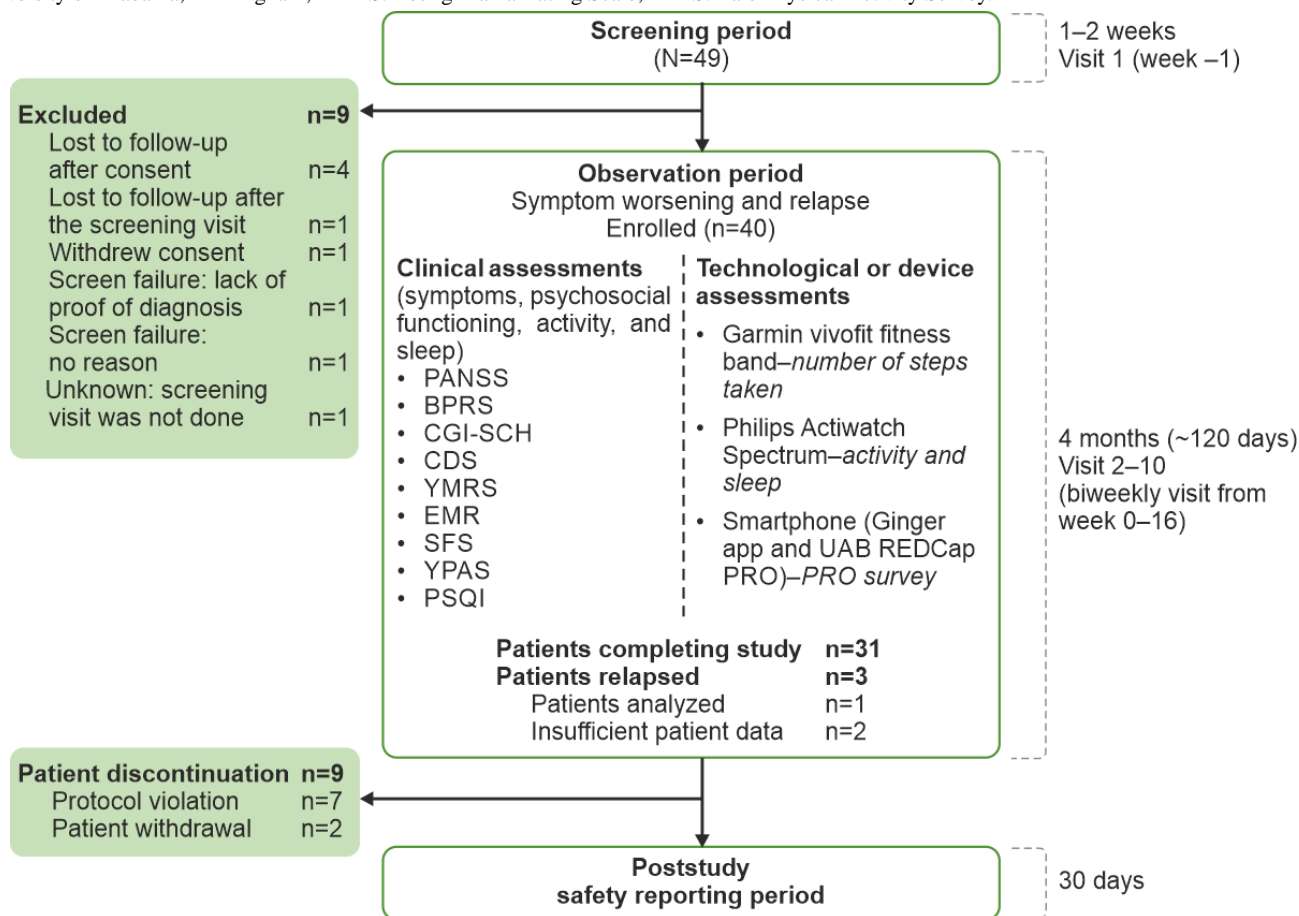 Screening period
(N=49)
1–2 weeks
Visit 1 (week –1)
Excluded n=9
Lost to follow-up
after consent n=4
Lost to follow-up after
the screening visit n=1
Withdrew consent n=1
Screen failure: lack of
proof of diagnosis n=1
Screen failure:
no reason n=1
Unknown: screening
visit was not done n=1
Observation period
Symptom worsening and relapse
Enrolled (n=40)
Clinical assessments
(symptoms, psychosocial
functioning, activity, and
sleep)
• PANSS
• BPRS
• CGI-SCH
• CDS
• YMRS
• EMR
• SFS
• YPAS
• PSQI
Technological or device
assessments
• Garmin vivofit fitness
band–number of steps
taken
• Philips Actiwatch
Spectrum–activity and
sleep
• Smartphone (Ginger
app and UAB REDCap
PRO)–PRO survey
Patients completing study n=31
Patients relapsed n=3
Patients analyzed n=1
Insufficient patient data n=2
4 months (~120 days)
Visit 2–10
(biweekly visit from
week 0–16)
Patient discontinuation n=9
Protocol violation n=7
Patient withdrawal n=2
Poststudy
safety reporting period
30 days